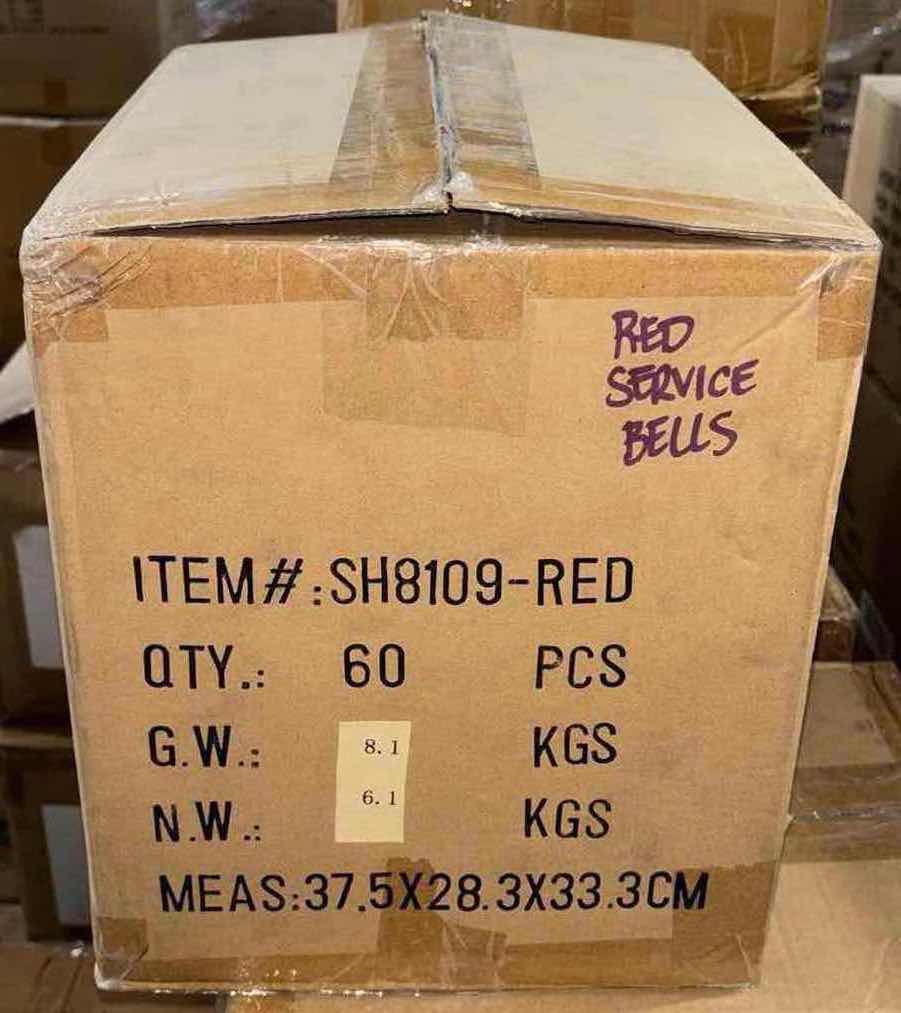 RED
SERVICE
BELLS
ITEM#.:SH8109-RED
QTY.: 60 PCS
G.W.: 8.1 KGS
N.W.: 6.1 KGS
MEAS:37.5X28.3X33.3CM